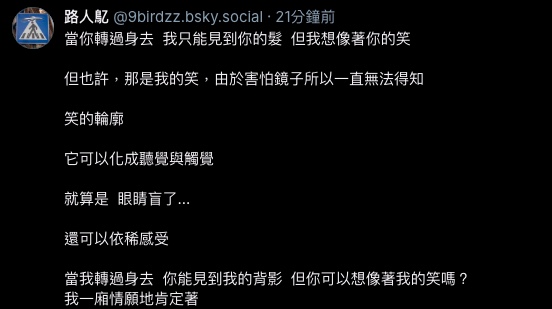 路人鳦 @9birdzz.bsky.social · 21分鐘前
當你轉過身去 我只能見到你的髮 但我想像著你的笑
但也許，那是我的笑，由於害怕鏡子所以一直無法得知
笑的輪廓
它可以化成聽覺與觸覺
就算是 眼睛盲了...
還可以依稀感受
當我轉過身去 你能見到我的背影 但你可以想像著我的笑嗎？
我一廂情願地肯定著